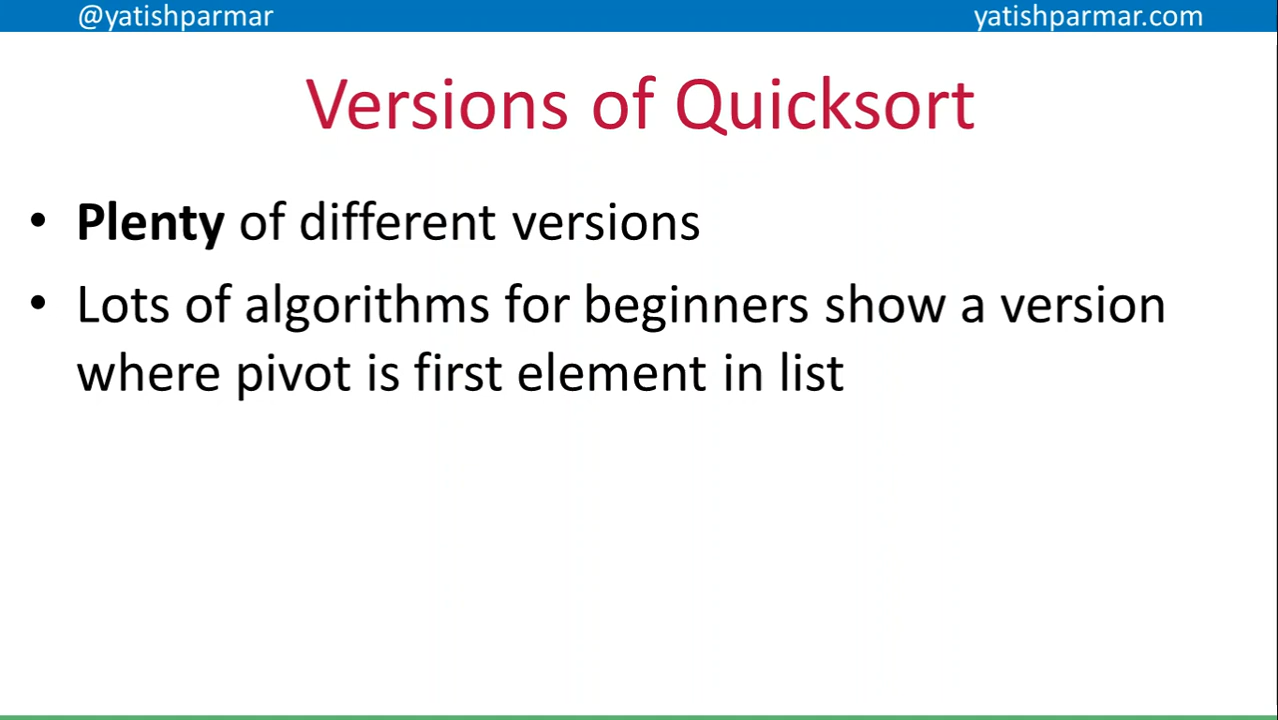 @yatishparmar
yatishparmar.com
Versions of Quicksort
• Plenty of different versions
• Lots of algorithms for beginners show a version
where pivot is first element in list